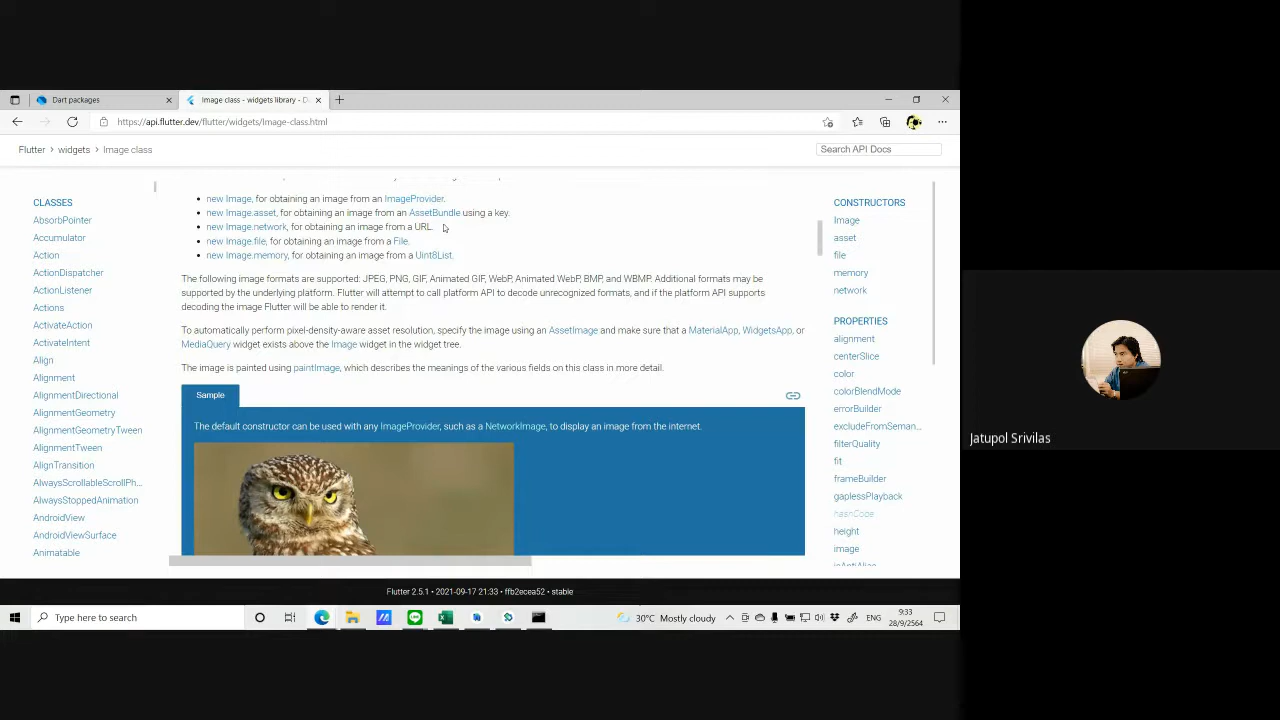 Dart packages
Image class - widgets library - D
https://api.flutter.dev/flutter/widgets/Image-class.html
Flutter > widgets > Image class
Search API Docs
CLASSES
AbsorbPointer
Accumulator
Action
ActionDispatcher
ActionListener
Actions
ActivateAction
ActivateIntent
Align
Alignment
AlignmentDirectional
AlignmentGeometry
AlignmentGeometryTween
AlignmentTween
AlignTransition
AlwaysScrollableScrollPh...
AlwaysStoppedAnimation
AndroidView
AndroidViewSurface
Animatable
new Image, for obtaining an image from an ImageProvider.
new Image.asset, for obtaining an image from an AssetBundle using a key.
new Image.network, for obtaining an image from a URL.
new Image.file, for obtaining an image from a File.
new Image.memory, for obtaining an image from a Uint8List.
The following image formats are supported: JPEG, PNG, GIF, Animated GIF, WebP, Animated WebP, BMP, and WBMP. Additional formats may
be supported by the underlying platform. Flutter will attempt to call platform API to decode unrecognized formats, and if the platform API supports
decoding the image Flutter will be able to render it.
To automatically perform pixel-density-aware asset resolution, specify the image using an AssetImage and make sure that a MaterialApp, WidgetsApp, or
MediaQuery widget exists above the Image widget in the widget tree.
The image is painted using paintImage, which describes the meanings of the various fields on this class in more detail.
Sample
The default constructor can be used with any ImageProvider, such as a NetworkImage, to display an image from the internet.
CONSTRUCTORS
Image
asset
file
memory
network
PROPERTIES
alignment
centerSlice
color
colorBlendMode
errorBuilder
excludeFromSeman...
filterQuality
fit
frameBuilder
gaplessPlayback
hashCode
height
image
isAntiAlias
Flutter 2.5.1 • 2021-09-17 21:33 • ffb2ecea52 • stable
Type here to search
30°C Mostly cloudy
ENG
9:33
28/9/2564
Jatupol Srivilas